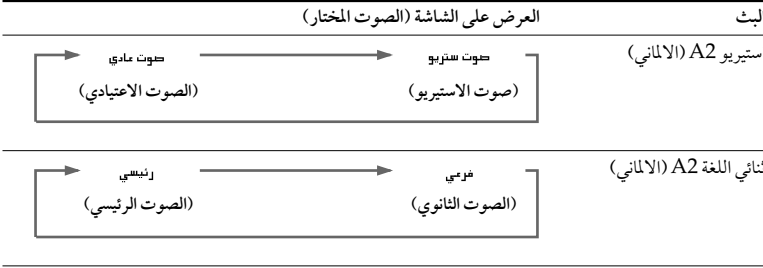 البث العرض على الشاشة (الصوت المختار)
ستيريو A2 (الالماني) صوت ستريو صوت عادي
(صوت الاستيريو) (الصوت الاعتيادي)
ثنائي اللغة A2 (الالماني) فرعي رئيسي
(الصوت الثانوي) (الصوت الرئيسي)